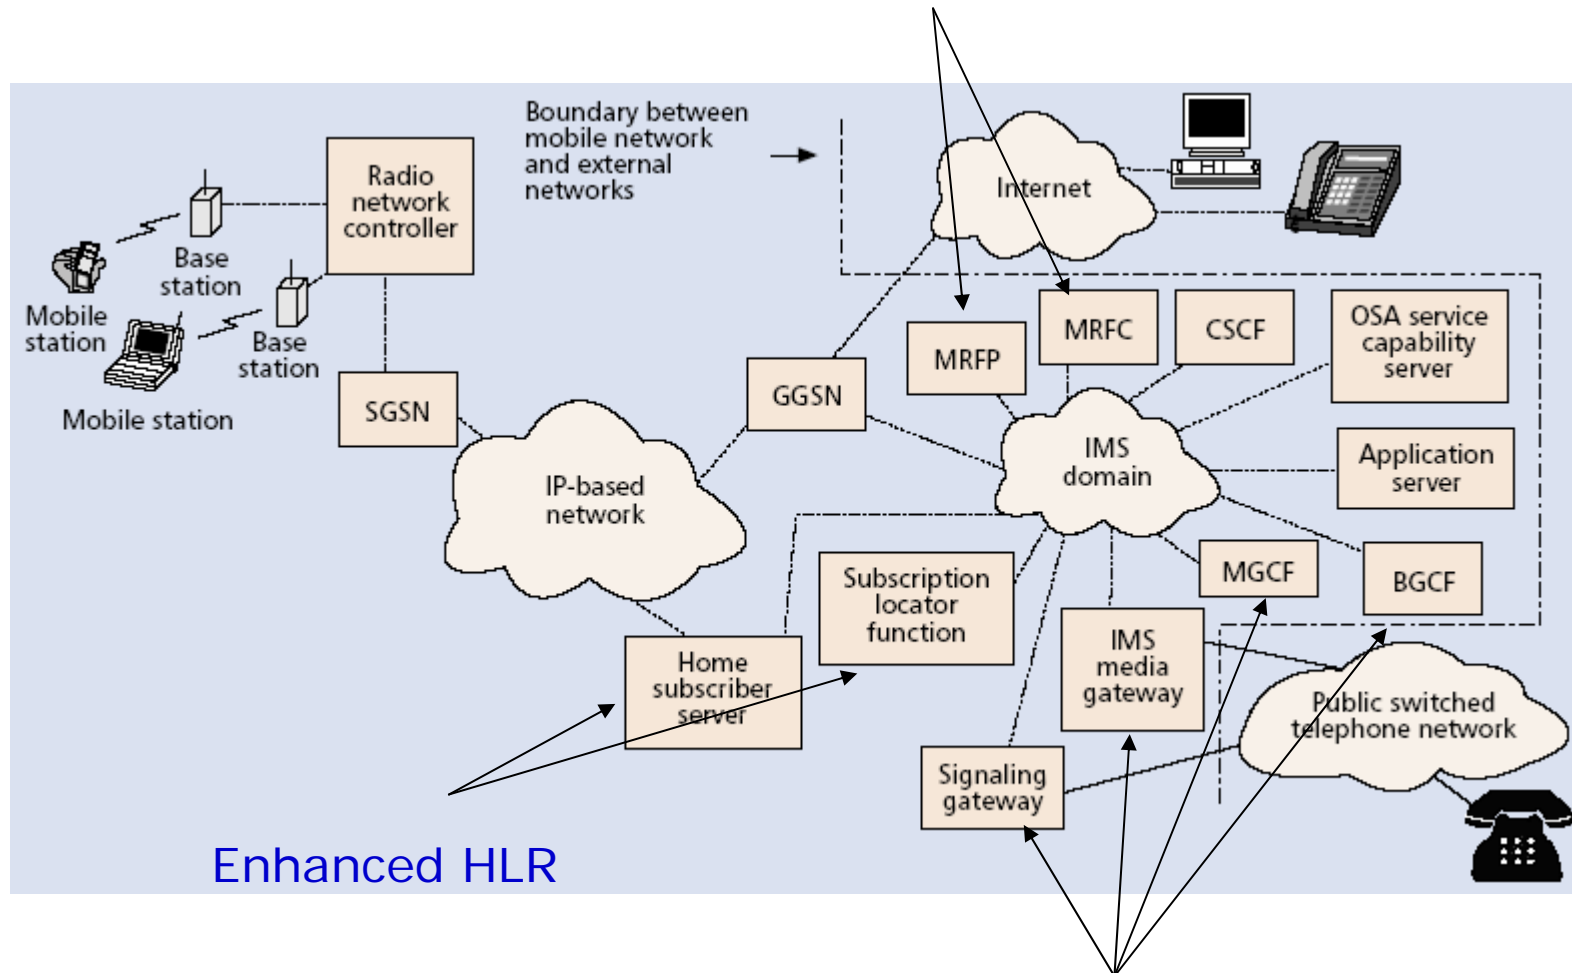 Boundary between
mobile network
and external
networks
Radio
network
controller
Internet
Base
station
Mobile
station
Base
station
Mobile station
SGSN
GGSN
MRFP
MRFC
CSCF
OSA service
capability
server
IP-based
network
IMS
domain
Application
server
Subscription
locator
function
MGCF
BGCF
Home
subscriber
server
IMS
media
gateway
Public switched
telephone network
Signaling
gateway
Enhanced HLR